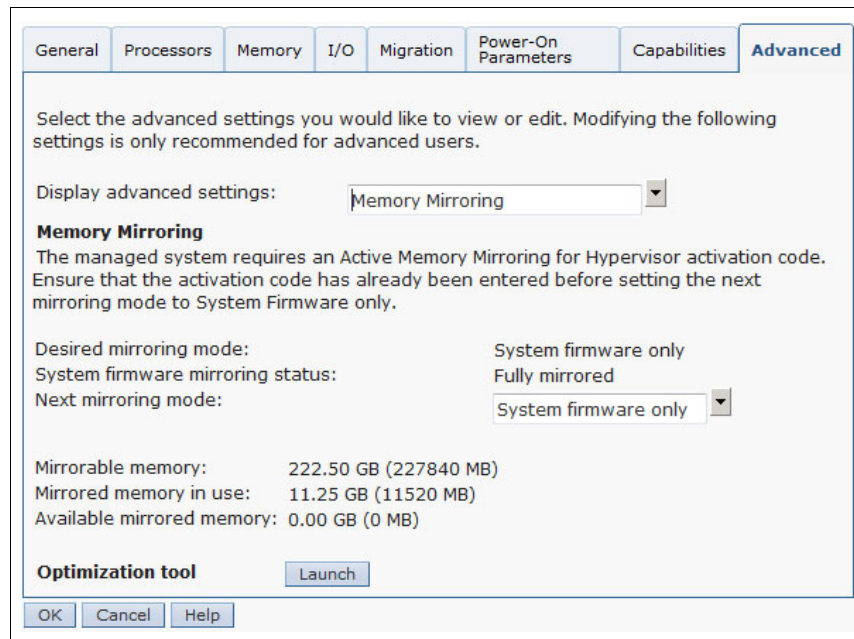 General Processors Memory I/O Migration Power-On Parameters Capabilities Advanced
Select the advanced settings you would like to view or edit. Modifying the following
settings is only recommended for advanced users.
Display advanced settings: Memory Mirroring
Memory Mirroring
The managed system requires an Active Memory Mirroring for Hypervisor activation code.
Ensure that the activation code has already been entered before setting the next
mirroring mode to System Firmware only.
Desired mirroring mode: System firmware only
System firmware mirroring status: Fully mirrored
Next mirroring mode: System firmware only
Mirrorable memory: 222.50 GB (227840 MB)
Mirrored memory in use: 11.25 GB (11520 MB)
Available mirrored memory: 0.00 GB (0 MB)
Optimization tool Launch
OK Cancel Help